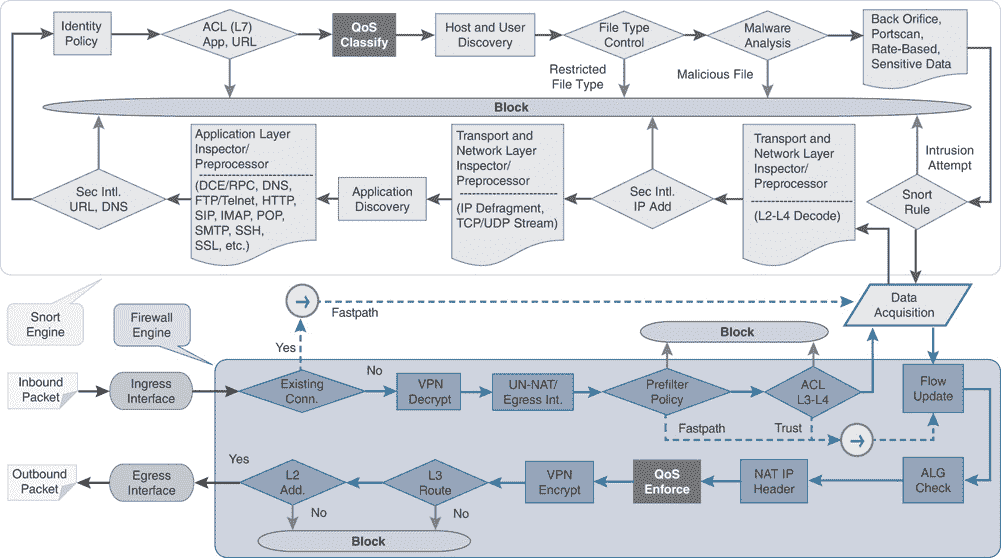 Identity
Policy
ACL (L7)
App, URL
QoS
Classify
Host and User
Discovery
File Type
Control
Malware
Analysis
Back Orifice,
Portscan,
Rate-Based,
Sensitive Data
Restricted
File Type
Malicious File
Block
Sec Intl.
URL, DNS
Application Layer
Inspector/
Preprocessor
(DCE/RPC, DNS,
FTP/Telnet, HTTP,
SIP, IMAP, POP,
SMTP, SSH,
SSL, etc.)
Application
Discovery
Transport and
Network Layer
Inspector/
Preprocessor
(IP Defragment,
TCP/UDP Stream)
Sec Intl.
IP Add
Transport and
Network Layer
Inspector/
Preprocessor
(L2-L4 Decode)
Intrusion
Attempt
Snort
Rule
Snort
Engine
Firewall
Engine
Fastpath
Yes
Data
Acquisition
Block
Inbound
Packet
Ingress
Interface
Existing
Conn.
No
VPN
Decrypt
UN-NAT/
Egress Int.
Prefilter
Policy
ACL
L3-L4
Flow
Update
Fastpath
Trust
Outbound
Packet
Egress
Interface
Yes
L2
Add.
No
L3
Route
No
VPN
Encrypt
QoS
Enforce
NAT IP
Header
ALG
Check
Block